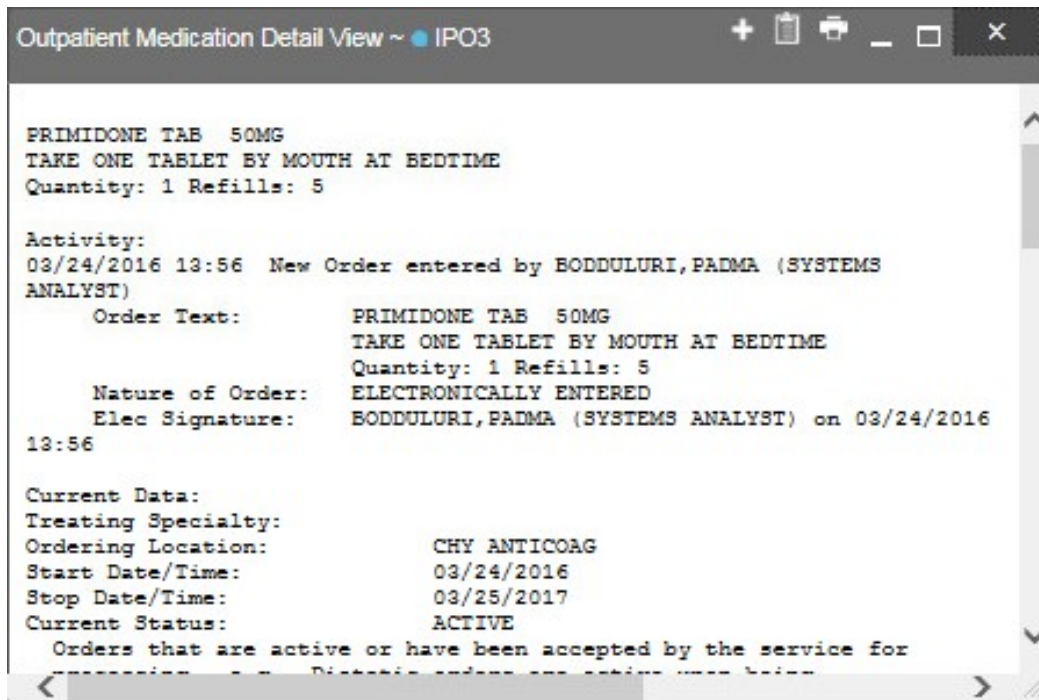 Outpatient Medication Detail View ~ IPO3
PRIMIDONE TAB  50MG
TAKE ONE TABLET BY MOUTH AT BEDTIME
Quantity: 1 Refills: 5
Activity:
03/24/2016 13:56  New Order entered by BODDULURI,PADMA (SYSTEMS
ANALYST)
Order Text: PRIMIDONE TAB  50MG
TAKE ONE TABLET BY MOUTH AT BEDTIME
Quantity: 1 Refills: 5
Nature of Order: ELECTRONICALLY ENTERED
Elec Signature: BODDULURI,PADMA (SYSTEMS ANALYST) on 03/24/2016
13:56
Current Data:
Treating Specialty:
Ordering Location: CHY ANTICOAG
Start Date/Time: 03/24/2016
Stop Date/Time: 03/25/2017
Current Status: ACTIVE
Orders that are active or have been accepted by the service for